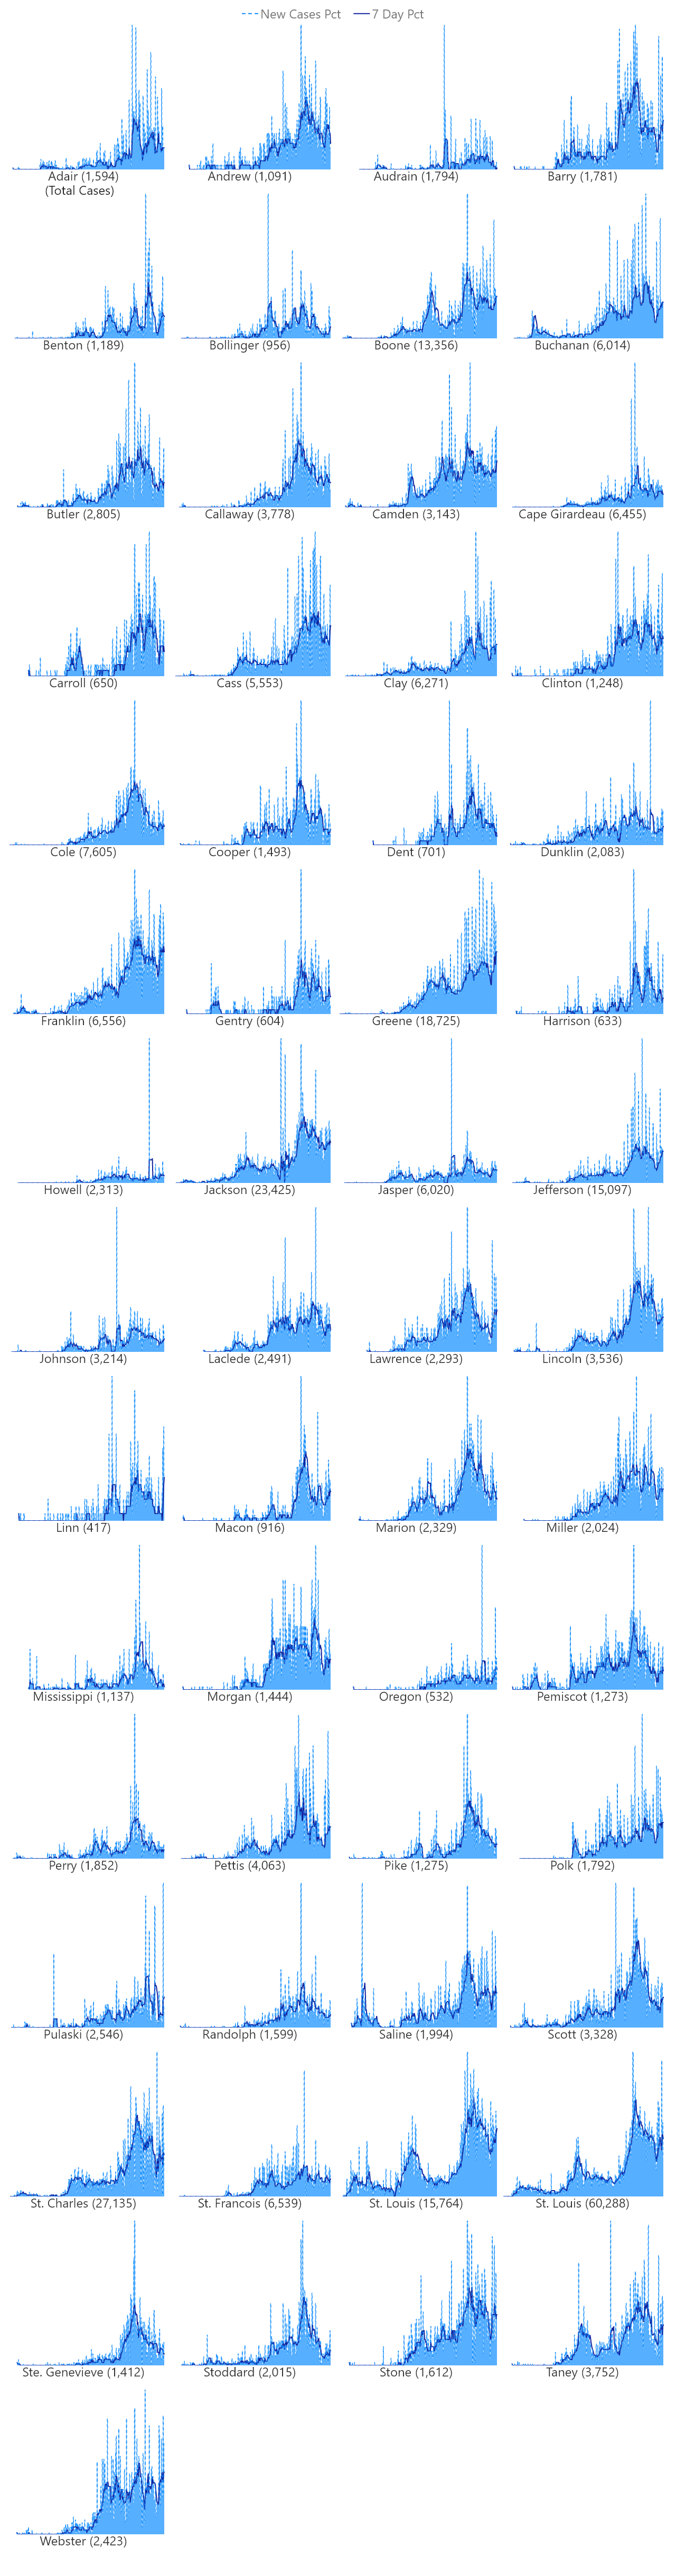 New Cases Pct 7 Day Pct
Adair (1,594) Andrew (1,091) Audrain (1,794) Barry (1,781)
(Total Cases)
Benton (1,189) Bollinger (956) Boone (13,356) Buchanan (6,014)
Butler (2,805) Callaway (3,778) Camden (3,143) Cape Girardeau (6,455)
Carroll (650) Cass (5,553) Clay (6,271) Clinton (1,248)
Cole (7,605) Cooper (1,493) Dent (701) Dunklin (2,083)
Franklin (6,556) Gentry (604) Greene (18,725) Harrison (633)
Howell (2,313) Jackson (23,425) Jasper (6,020) Jefferson (15,097)
Johnson (3,214) Laclede (2,491) Lawrence (2,293) Lincoln (3,536)
Linn (417) Macon (916) Marion (2,329) Miller (2,024)
Mississippi (1,137) Morgan (1,444) Oregon (532) Pemiscot (1,273)
Perry (1,852) Pettis (4,063) Pike (1,275) Polk (1,792)
Pulaski (2,546) Randolph (1,599) Saline (1,994) Scott (3,328)
St. Charles (27,135) St. Francois (6,539) St. Louis (15,764) St. Louis (60,288)
Ste. Genevieve (1,412) Stoddard (2,015) Stone (1,612) Taney (3,752)
Webster (2,423)